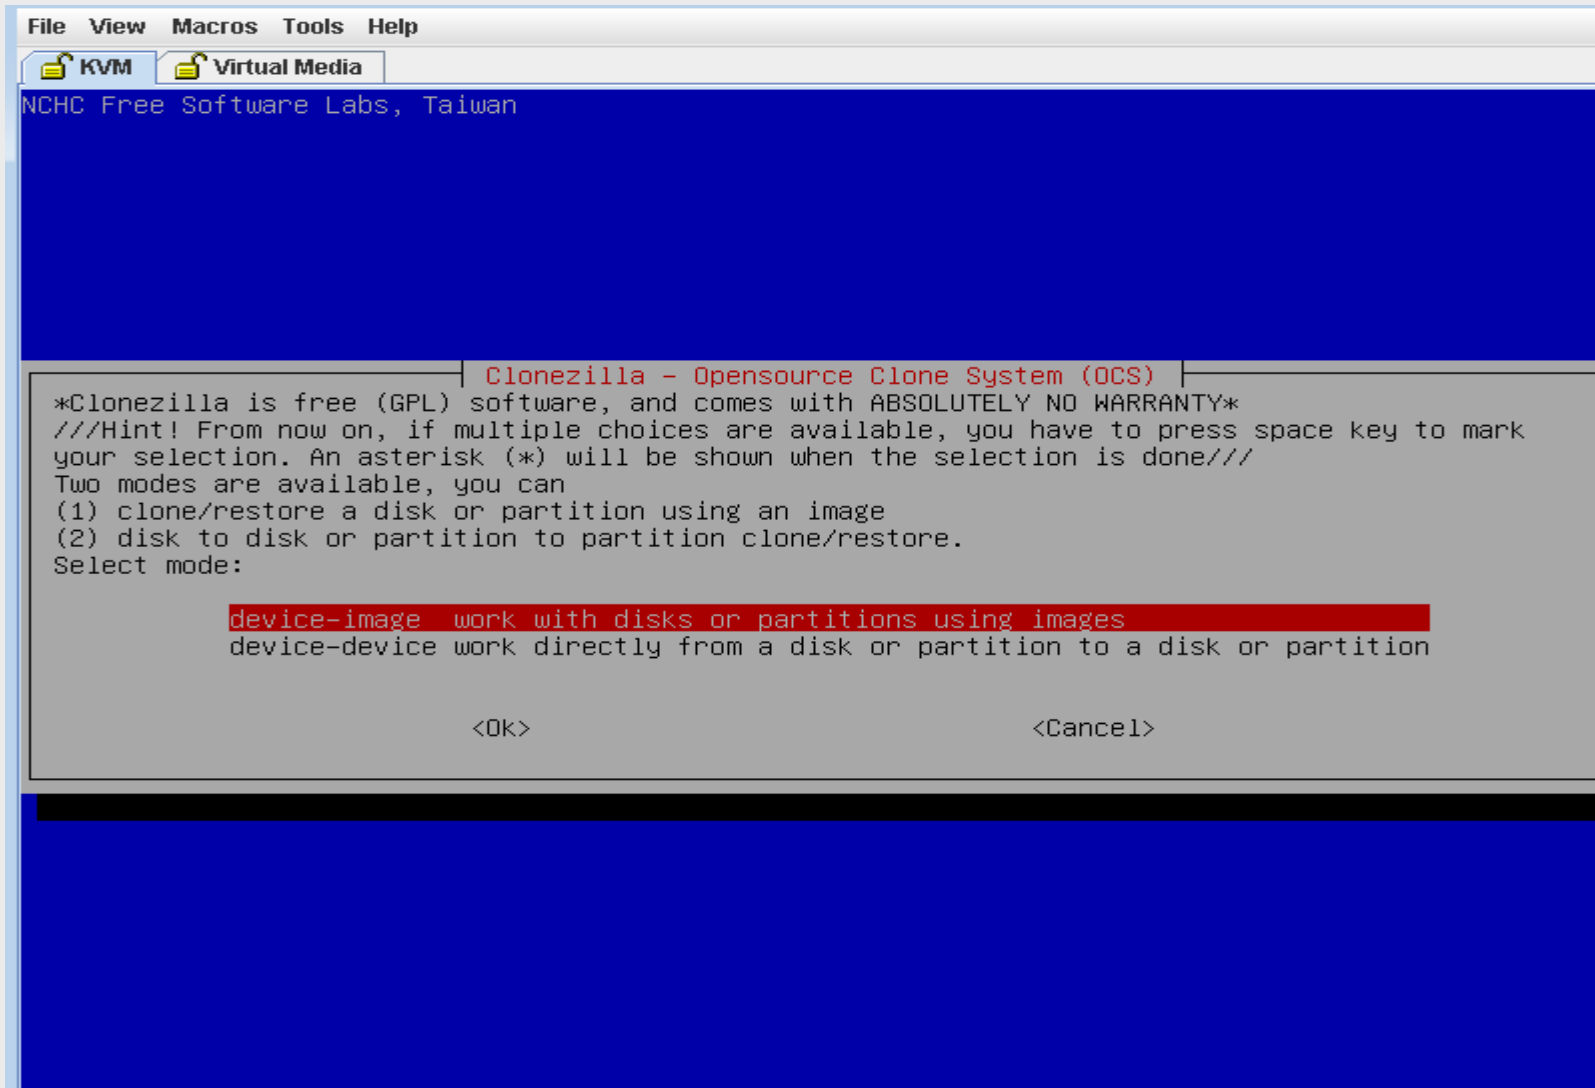 File View Macros Tools Help
KVM Virtual Media
NCHC Free Software Labs, Taiwan
Clonezilla - Opensource Clone System (OCS)
*Clonezilla is free (GPL) software, and comes with ABSOLUTELY NO WARRANTY*
///Hint! From now on, if multiple choices are available, you have to press space key to mark
your selection. An asterisk (*) will be shown when the selection is done///
Two modes are available, you can
(1) clone/restore a disk or partition using an image
(2) disk to disk or partition to partition clone/restore.
Select mode:
device-image work with disks or partitions using images
device-device work directly from a disk or partition to a disk or partition
<Ok> <Cancel>